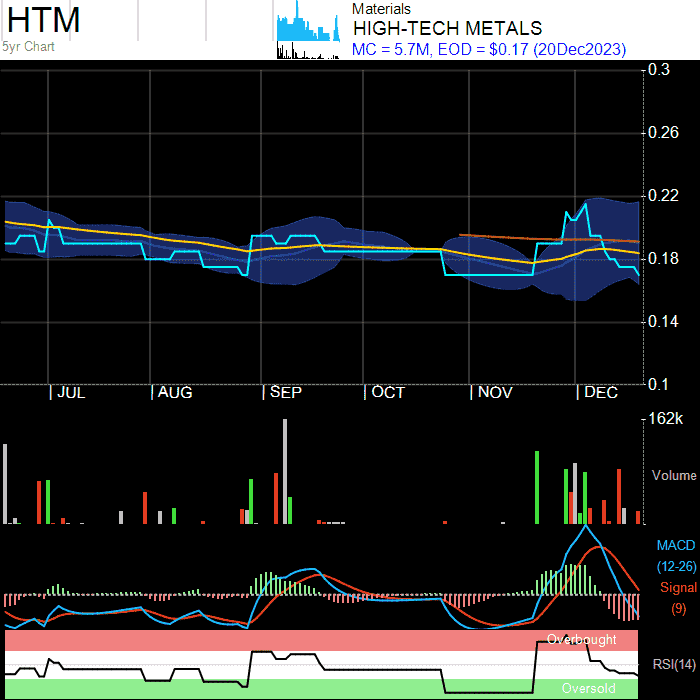 HTM
5yr Chart
Materials
HIGH-TECH METALS
MC = 5.7M, EOD = $0.17 (20Dec2023)
0.3
0.26
0.22
0.18
0.14
0.1
JUL AUG SEP OCT NOV DEC
162k
Volume
MACD
(12-26)
Signal
(9)
Overbought
RSI(14)
Oversold